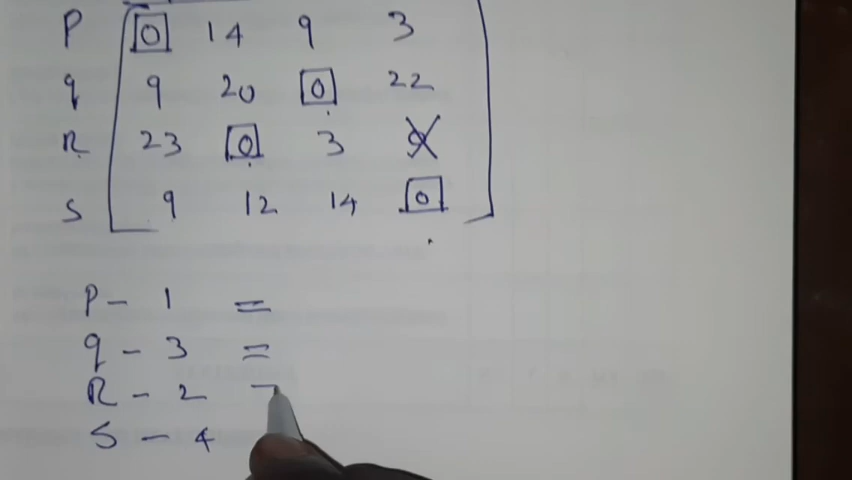 P 0 14 9 3
q 9 20 0 22
R 23 0 3 0
S 9 12 14 0
P - 1 =
q - 3 =
R - 2 -
S - 4